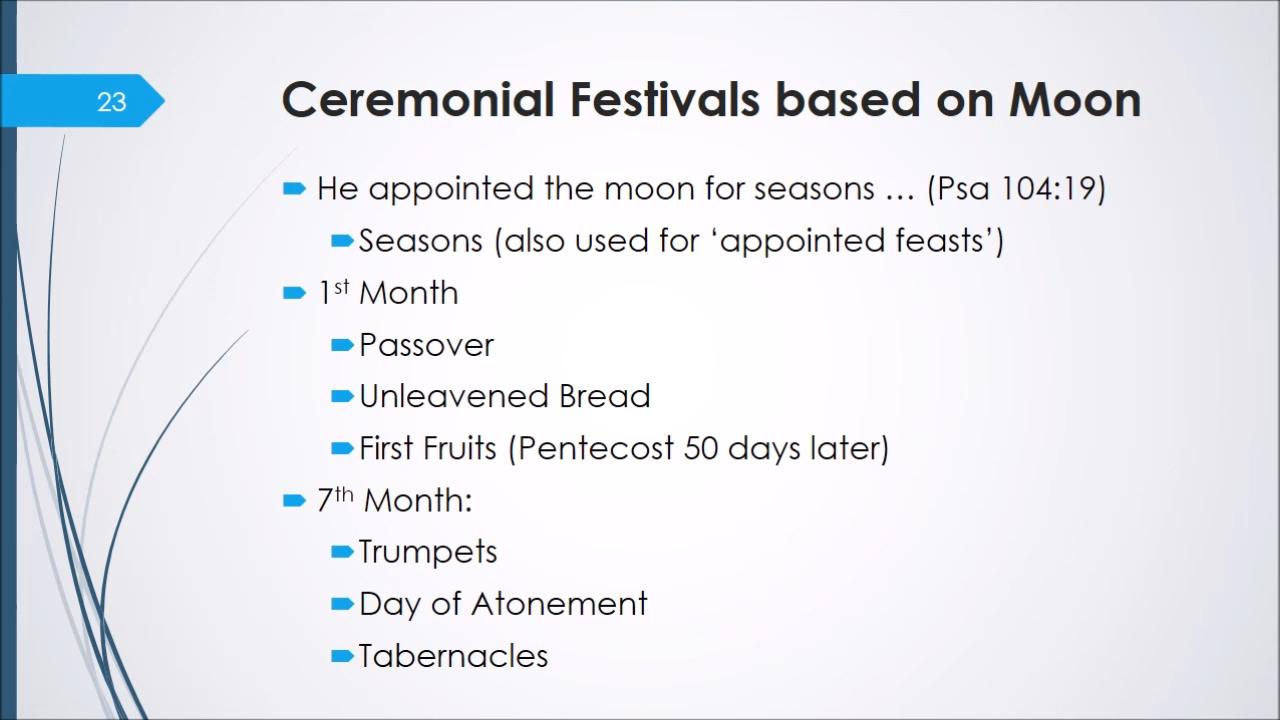 23
Ceremonial Festivals based on Moon
He appointed the moon for seasons … (Psa 104:19)
Seasons (also used for ‘appointed feasts’)
1st Month
Passover
Unleavened Bread
First Fruits (Pentecost 50 days later)
7th Month:
Trumpets
Day of Atonement
Tabernacles